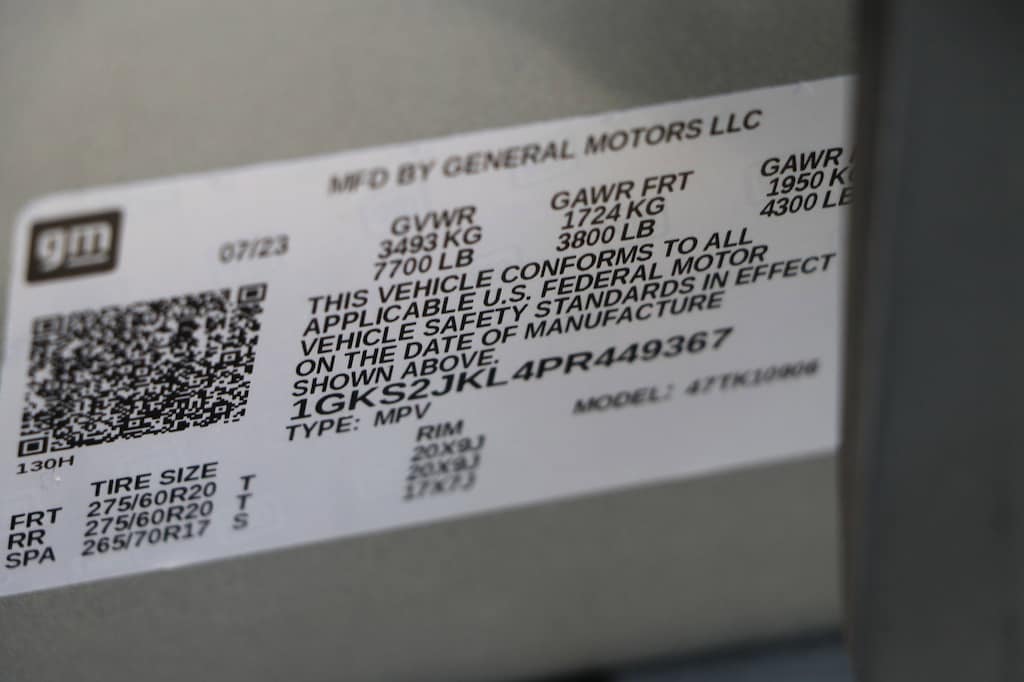 MFD BY GENERAL MOTORS LLC
gm
07/23
GVWR
3493 KG
7700 LB
GAWR FRT
1724 KG
3800 LB
GAWR
1950 K
4300 LB
THIS VEHICLE CONFORMS TO ALL
APPLICABLE U.S. FEDERAL MOTOR
VEHICLE SAFETY STANDARDS IN EFFECT
ON THE DATE OF MANUFACTURE
SHOWN ABOVE.
1GKS2JKL4PR449367
TYPE: MPV
MODEL: 47TK10906
130H
TIRE SIZE
RIM
FRT 275/60R20 T 20X9J
RR 275/60R20 T 20X9J
SPA 265/70R17 S 17X7J